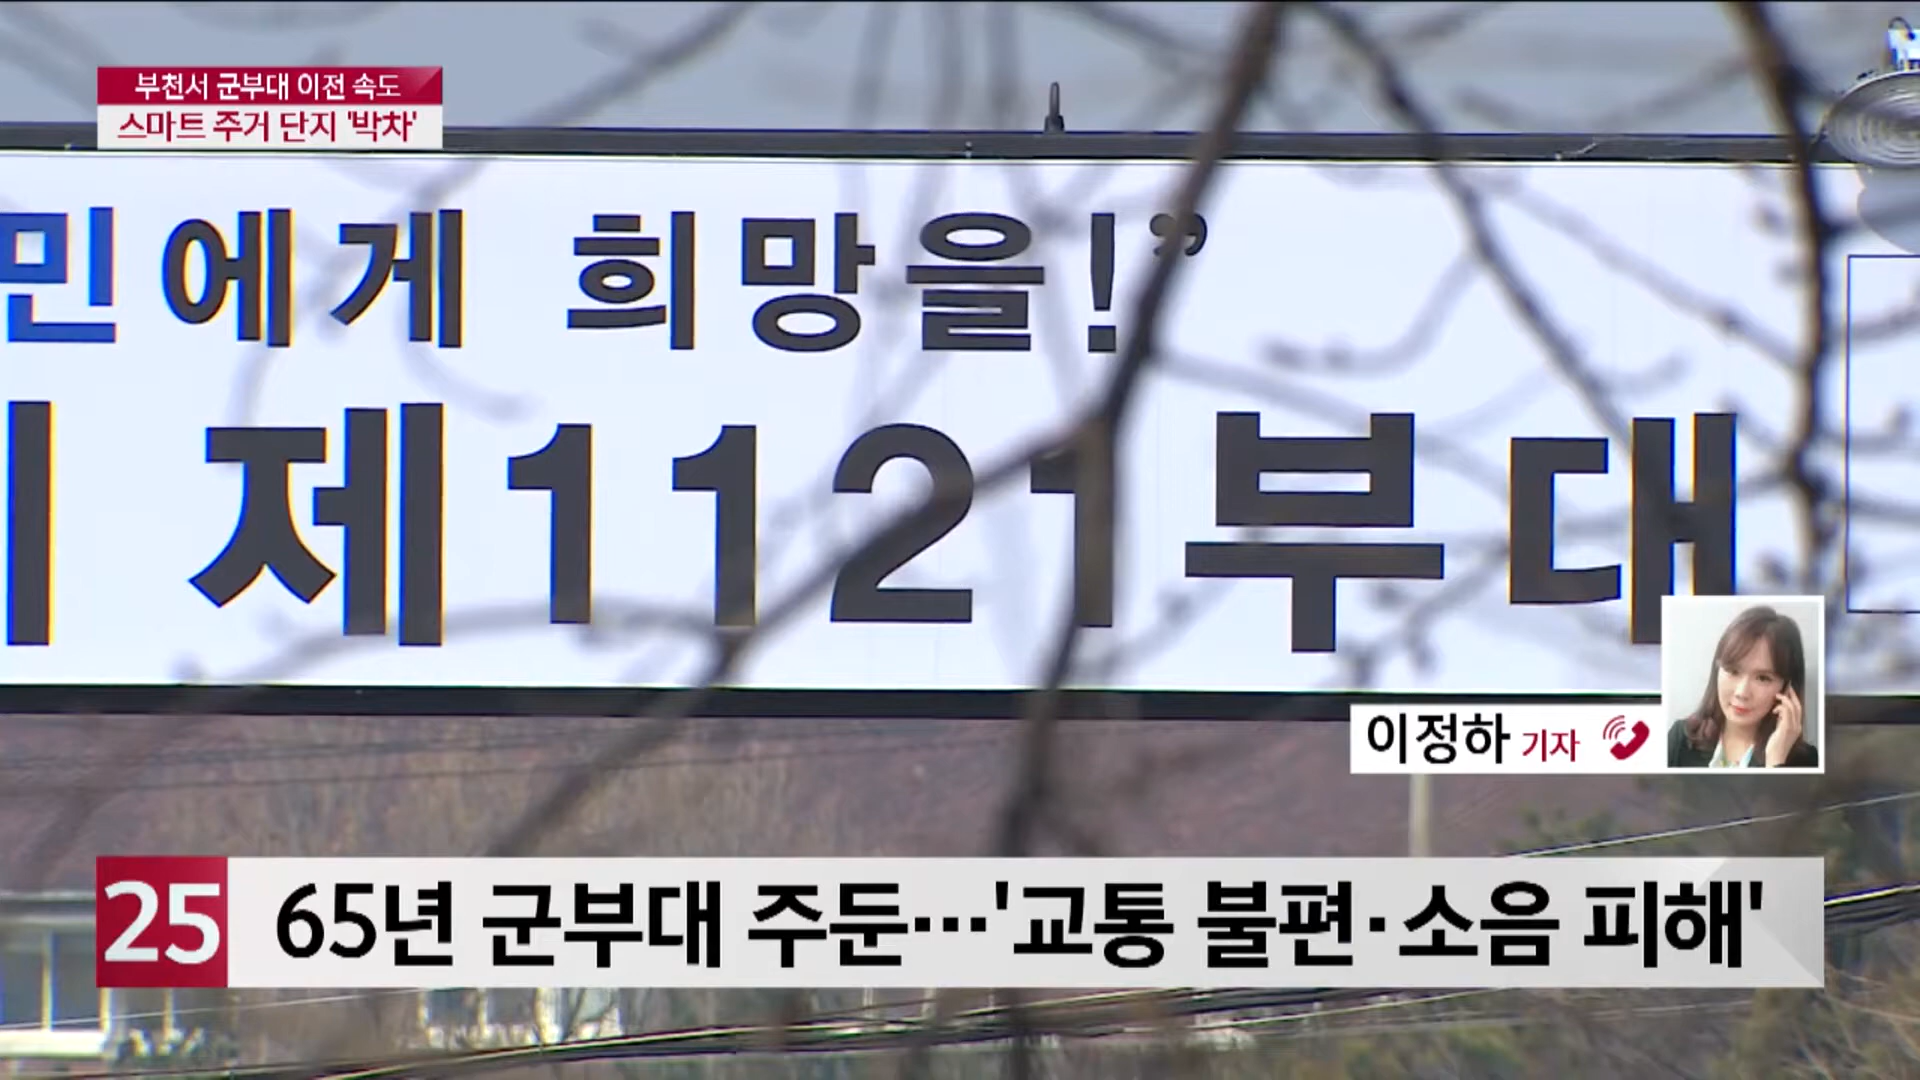 부천서 군부대 이전 속도
스마트 주거 단지 '박차'
민에게 희망을!”
제1121부대
이정하 기자
25
65년 군부대 주둔…'교통 불편·소음 피해'